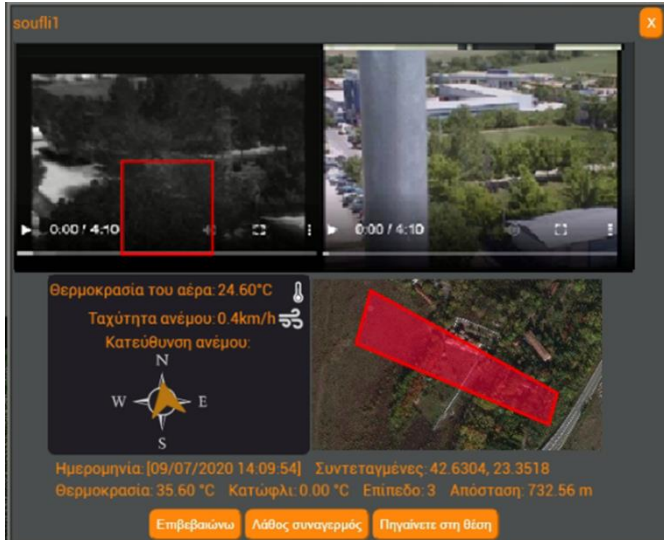 soufli1
X
0:00 / 4:10
0:00 / 4:10
Θερμοκρασία του αέρα: 24.60°C
Ταχύτητα ανέμου: 0.4km/h
Κατεύθυνση ανέμου:
N
W E
S
Ημερομηνία: [09/07/2020 14:09:54] Συντεταγμένες: 42.6304, 23.3518
Θερμοκρασία: 35.60 °C Κατώφλι: 0.00 °C Επίπεδο: 3 Απόσταση: 732.56 m
Επιβεβαιώνω Λάθος συναγερμός Πηγαίνετε στη θέση